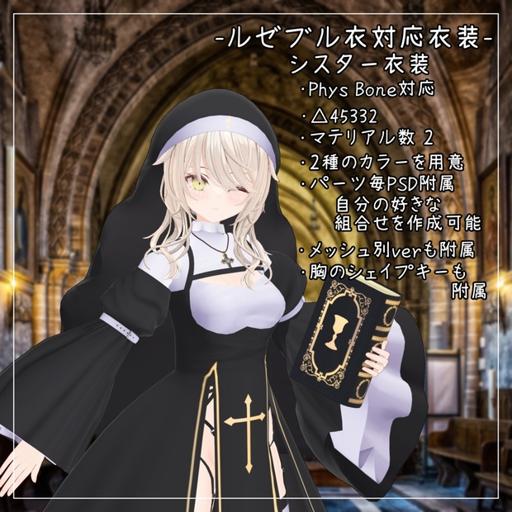 -ルゼブル衣対応衣装-
シスター衣装
・Phys Bone対応
・△45332
・マテリアル数 2
・2種のカラーを用意
・パーツ毎PSD附属
自分の好きな
組合せを作成可能
・メッシュ別verも附属
・胸のシェイプキーも
附属